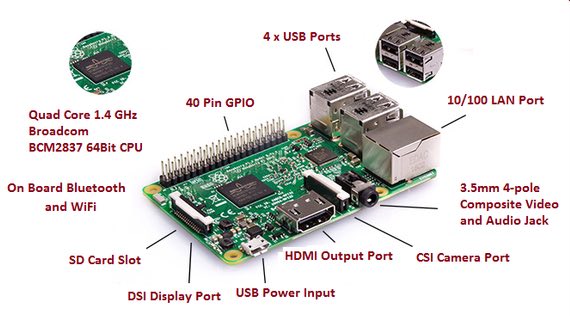 4 x USB Ports
Quad Core 1.4 GHz
Broadcom
BCM2837 64Bit CPU
40 Pin GPIO
10/100 LAN Port
On Board Bluetooth
and WiFi
3.5mm 4-pole
Composite Video
and Audio Jack
SD Card Slot
HDMI Output Port
CSI Camera Port
DSI Display Port
USB Power Input